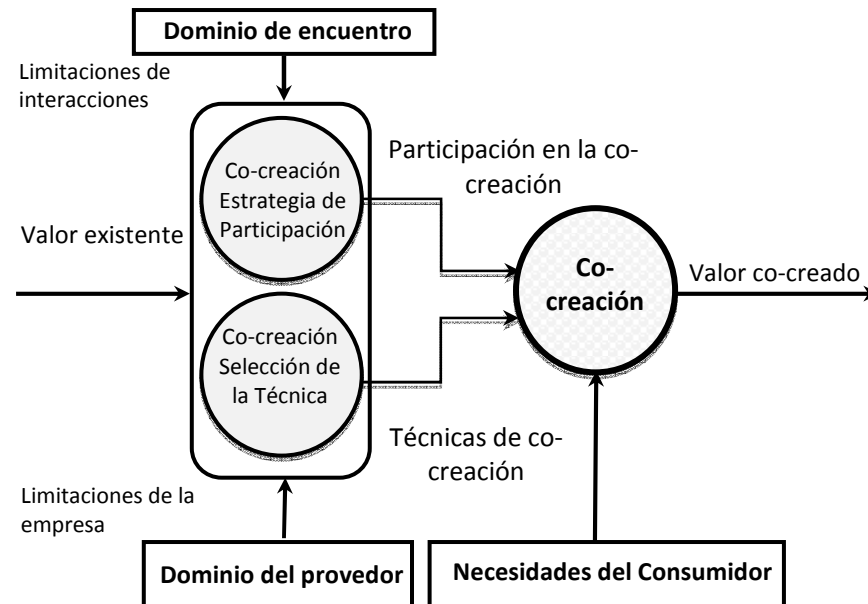 Dominio de encuentro
Limitaciones de
interacciones
Co-creación
Estrategia de
Participación
Participación en la co-
creación
Valor existente
Co-
creación
Valor co-creado
Co-creación
Selección de
la Técnica
Técnicas de co-
creación
Limitaciones de la
empresa
Dominio del provedor
Necesidades del Consumidor